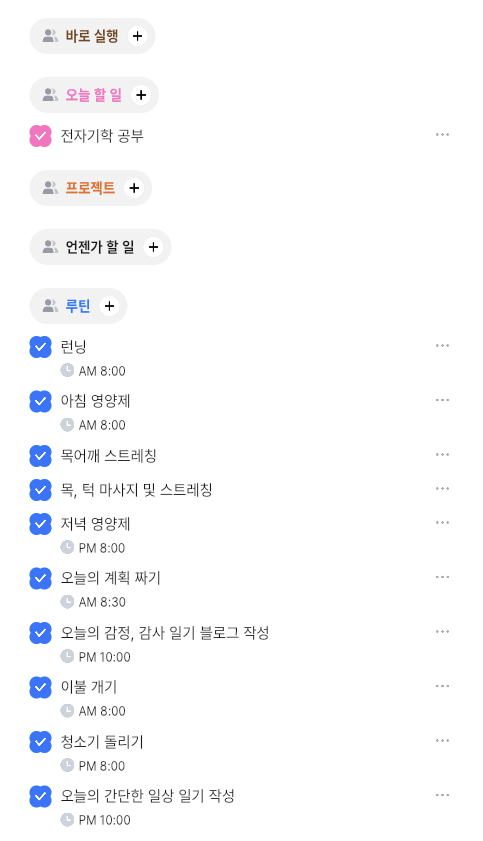 바로 실행 +
오늘 할 일 +
전자기학 공부
프로젝트 +
언젠가 할 일 +
루틴 +
런닝
AM 8:00
아침 영양제
AM 8:00
목어깨 스트레칭
목, 턱 마사지 및 스트레칭
저녁 영양제
PM 8:00
오늘의 계획 짜기
AM 8:30
오늘의 감정, 감사 일기 블로그 작성
PM 10:00
이불 개기
AM 8:00
청소기 돌리기
PM 8:00
오늘의 간단한 일상 일기 작성
PM 10:00